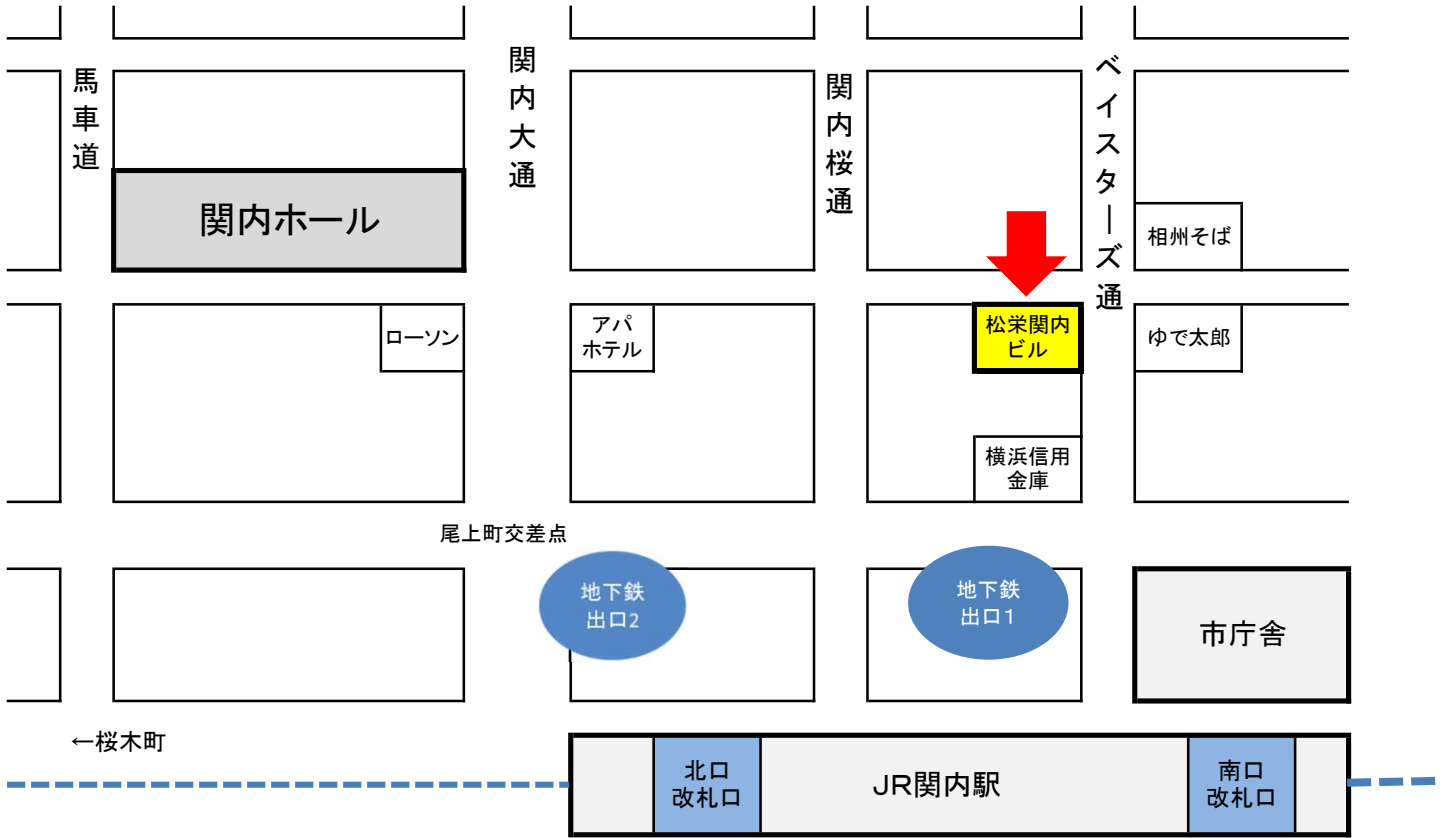 馬車道
関内大通
関内桜通
ベイスターズ通
関内ホール
相州そば
ローソン
アパ
ホテル
松栄関内
ビル
ゆで太郎
横浜信用
金庫
尾上町交差点
地下鉄
出口2
地下鉄
出口1
市庁舎
←桜木町
北口
改札口
JR関内駅
南口
改札口